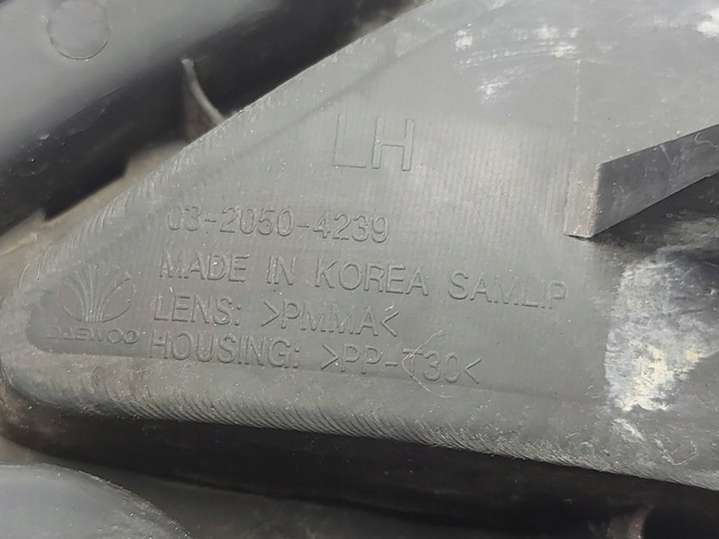 LH
03-2050-4239
MADE IN KOREA SAMLIP
LENS: >PMMA<
DAEWOO
HOUSING: >PP-T30<